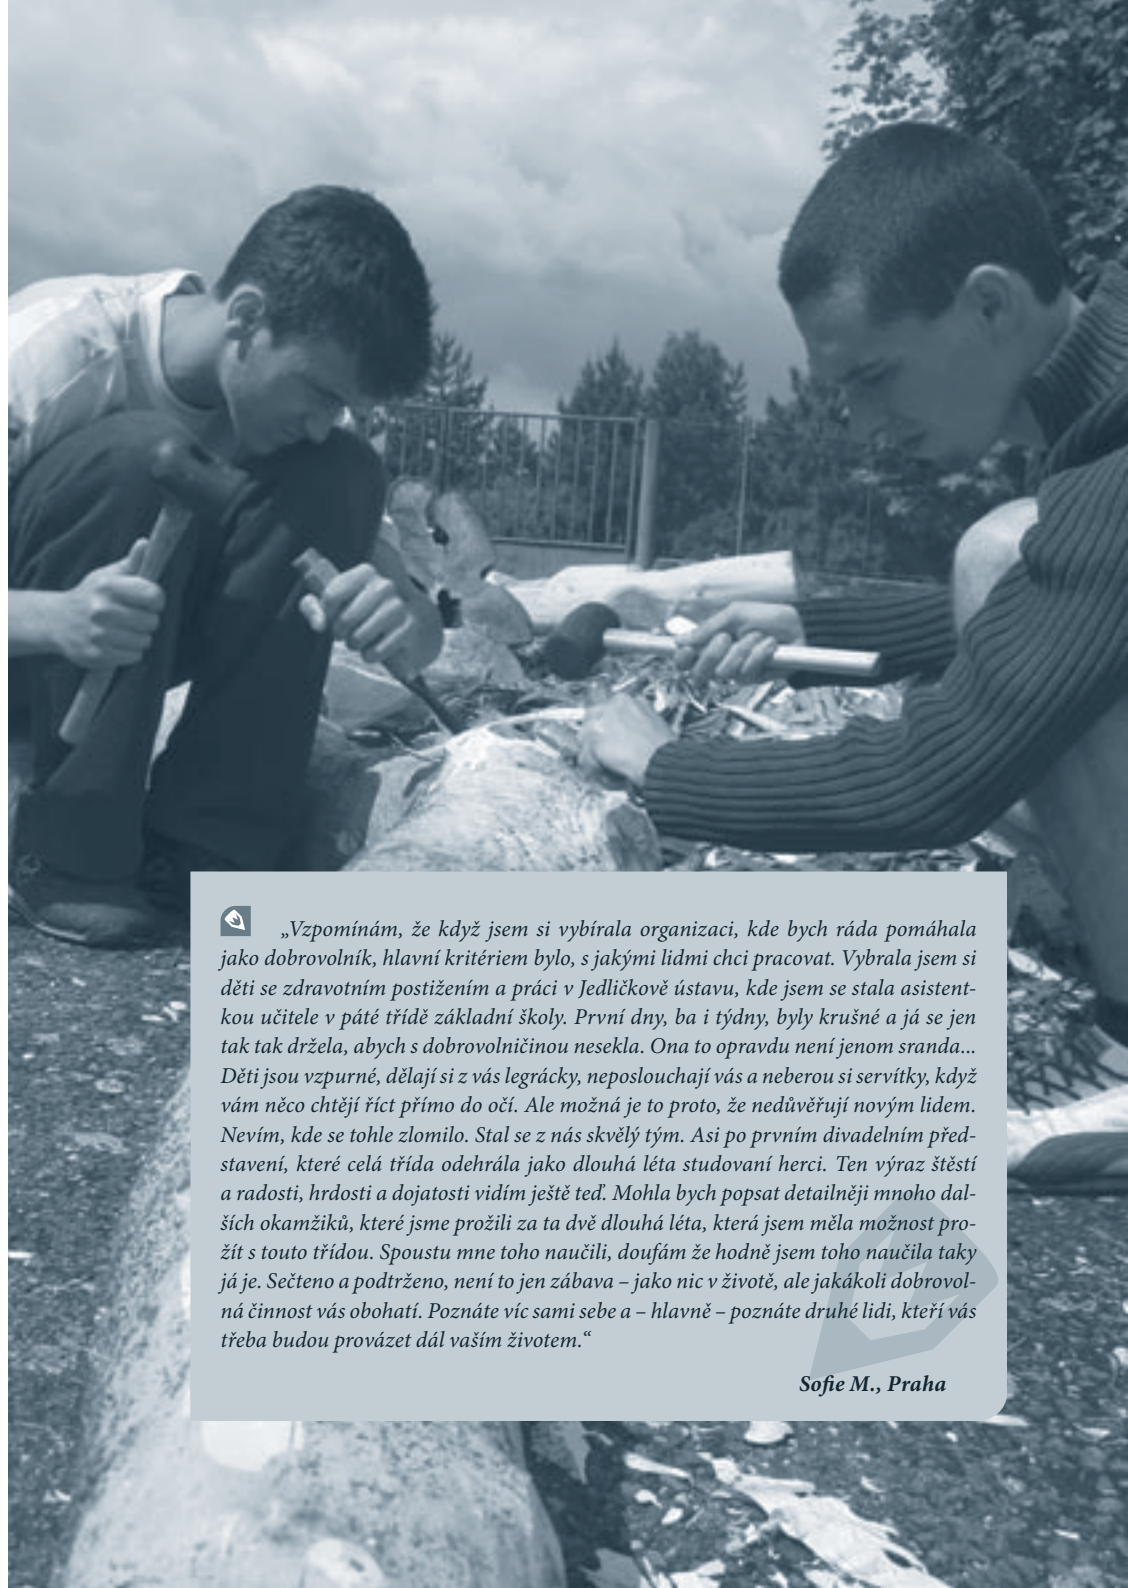 „Vzpomínám, že když jsem si vybírala organizaci, kde bych ráda pomáhala
jako dobrovolník, hlavní kritériem bylo, s jakými lidmi chci pracovat. Vybrala jsem si
děti se zdravotním postižením a práci v Jedličkově ústavu, kde jsem se stala asistent-
kou učitele v páté třídě základní školy. První dny, ba i týdny, byly krušné a já se jen
tak tak držela, abych s dobrovolničinou nesekla. Ona to opravdu není jenom sranda...
Děti jsou vzpurné, dělají si z vás legrácky, neposlouchají vás a neberou si servítky, když
vám něco chtějí říct přímo do očí. Ale možná je to proto, že nedůvěřují novým lidem.
Nevím, kde se tohle zlomilo. Stal se z nás skvělý tým. Asi po prvním divadelním před-
stavení, které celá třída odehrála jako dlouhá léta studovaní herci. Ten výraz štěstí
a radosti, hrdosti a dojatosti vidím ještě teď. Mohla bych popsat detailněji mnoho dal-
ších okamžiků, které jsme prožili za ta dvě dlouhá léta, která jsem měla možnost pro-
žít s touto třídou. Spoustu mne toho naučili, doufám že hodně jsem toho naučila taky
já je. Sečteno a podtrženo, není to jen zábava – jako nic v životě, ale jakákoli dobrovol-
ná činnost vás obohatí. Poznáte víc sami sebe a – hlavně – poznáte druhé lidi, kteří vás
třeba budou provázet dál vaším životem.“
Sofie M., Praha